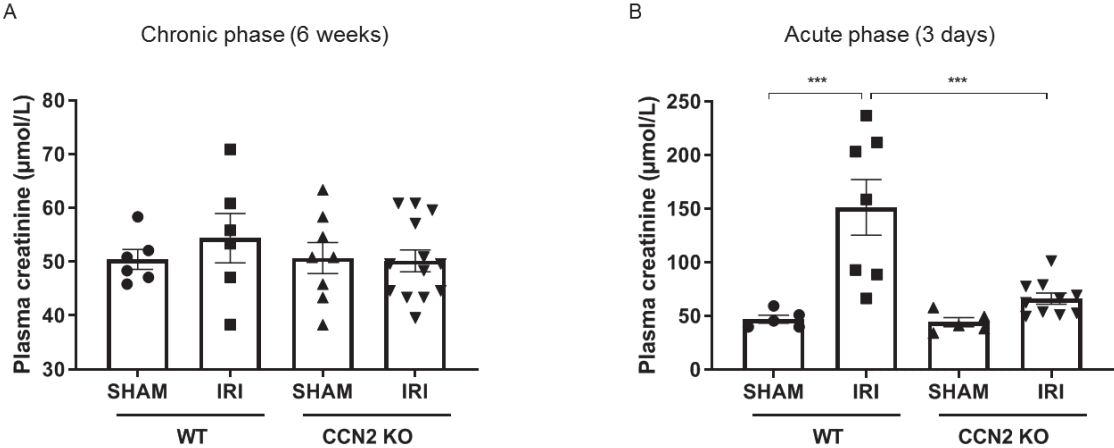 A
Chronic phase (6 weeks)
Plasma creatinine (µmol/L)
80
70
60
50
40
30
SHAM IRI SHAM IRI
WT CCN2 KO
B
Acute phase (3 days)
*** ***
Plasma creatinine (µmol/L)
250
200
150
100
50
0
SHAM IRI SHAM IRI
WT CCN2 KO